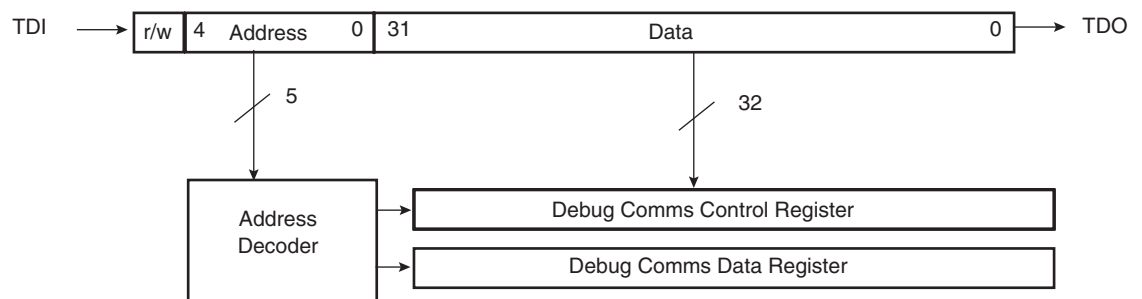 TDI r/w 4 Address 0 31 Data 0 TDO
5
32
Address
Decoder
Debug Comms Control Register
Debug Comms Data Register